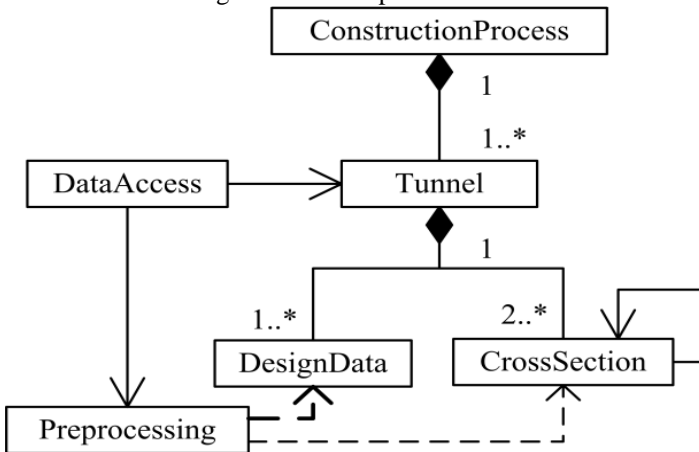 ConstructionProcess
1
1..*
DataAccess
Tunnel
1
1..*
2..*
DesignData
CrossSection
Preprocessing